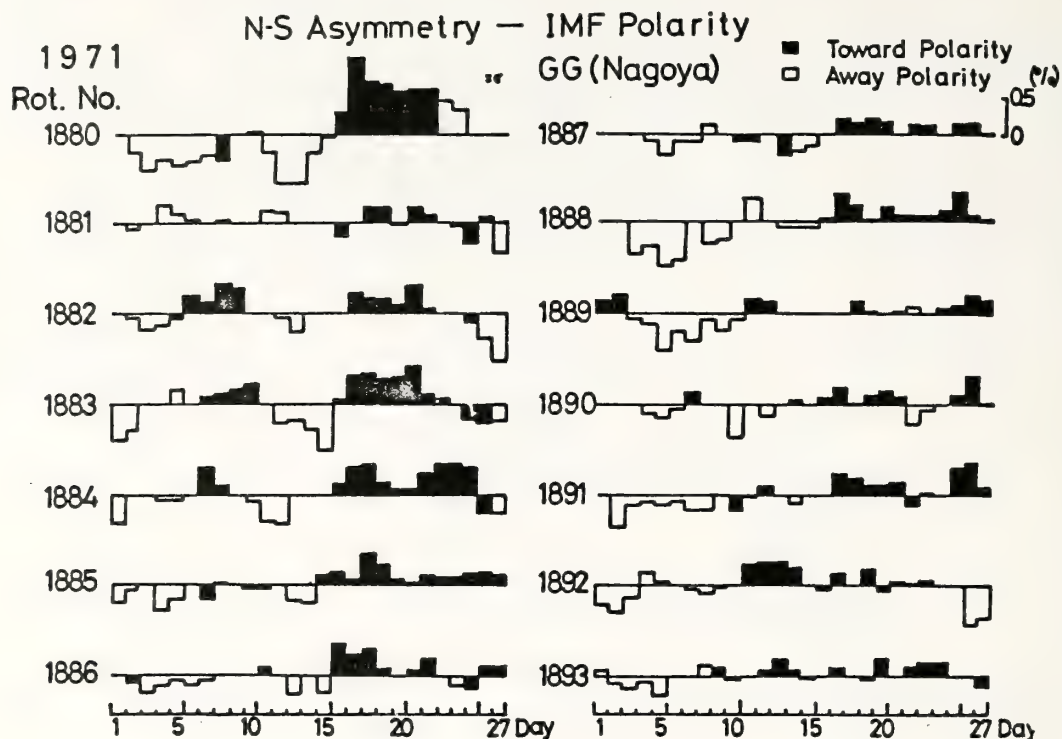 N-S Asymmetry — IMF Polarity
1971
Rot. No.
GG (Nagoya)
■ Toward Polarity
□ Away Polarity
(%)
0.5
0
1880
1881
1882
1883
1884
1885
1886
1 5 10 15 20 27 Day
1887
1888
1889
1890
1891
1892
1893
1 5 10 15 20 27 Day